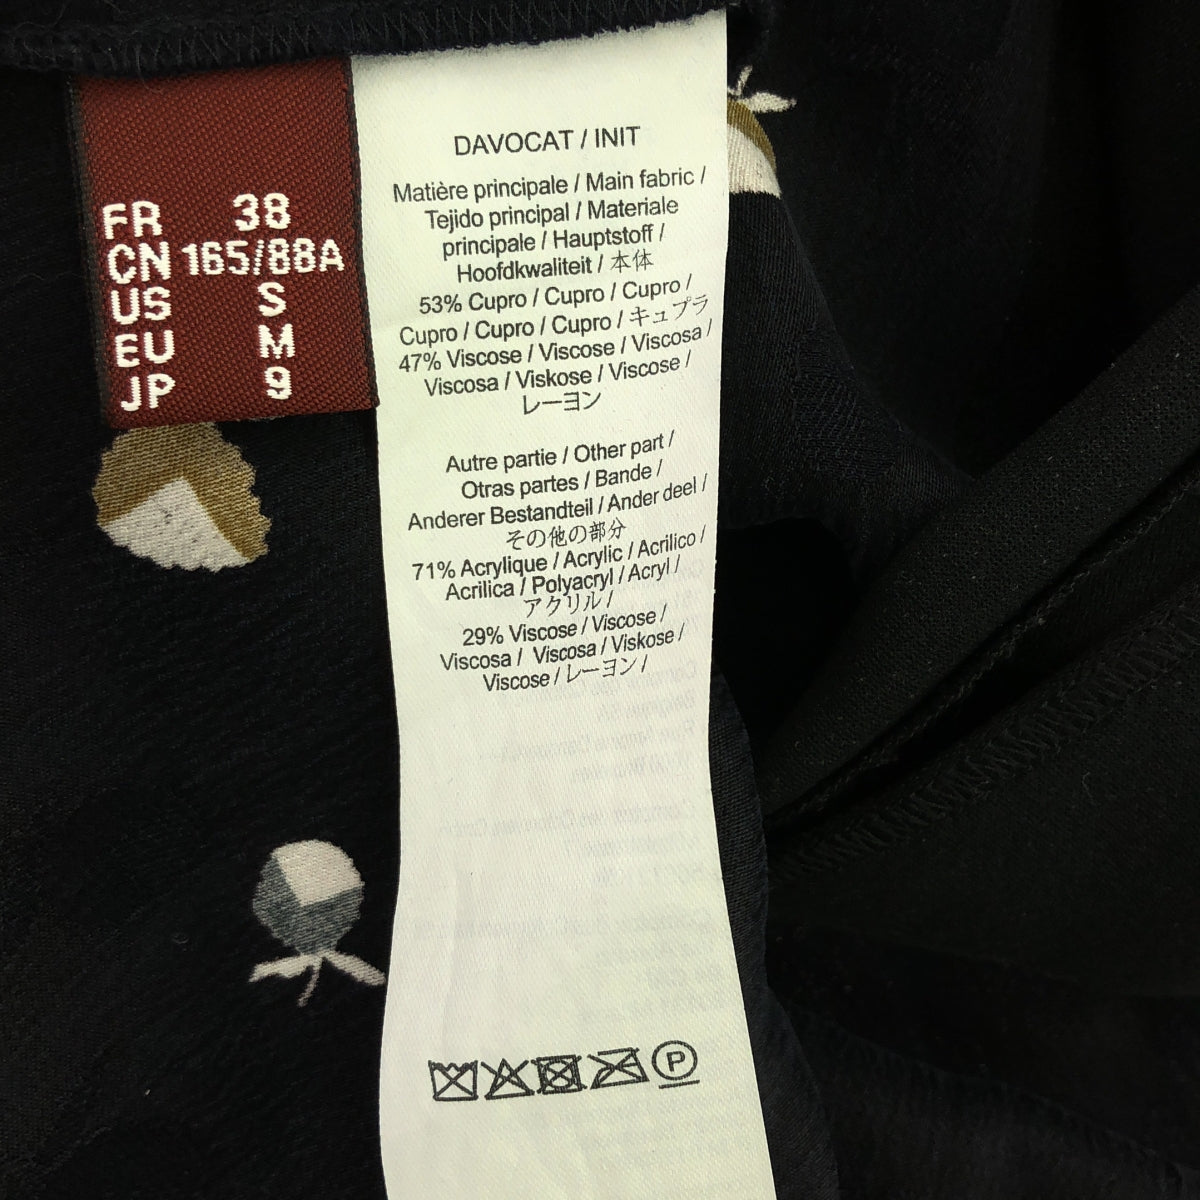 FR 38
CN 165/88A
US S
EU M
JP 9
DAVOCAT / INIT
Matière principale / Main fabric /
Tejido principal / Materiale
principale / Hauptstoff /
Hoofdkwaliteit / 本体
53% Cupro / Cupro / Cupro /
Cupro / Cupro / Cupro / キュプラ
47% Viscose / Viscose / Viscosa /
Viscosa / Viskose / Viscose /
レーヨン
Autre partie / Other part /
Otras partes / Bande /
Anderer Bestandteil / Ander deel /
その他の部分
71% Acrylique / Acrylic / Acrilico /
Acrilica / Polyacryl / Acryl /
アクリル /
29% Viscose / Viscose /
Viscosa / Viscosa / Viskose /
Viscose / レーヨン /
P